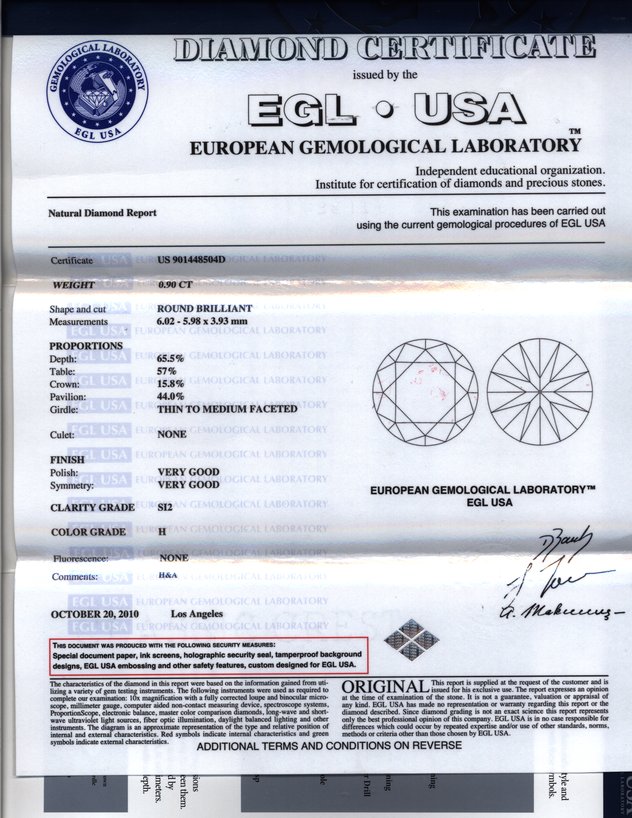 GEMOLOGICAL LABORATORY
EGL USA
DIAMOND CERTIFICATE
issued by the
EGL • USA
EUROPEAN GEMOLOGICAL LABORATORY™
Independent educational organization.
Institute for certification of diamonds and precious stones.
Natural Diamond Report
This examination has been carried out
using the current gemological procedures of EGL USA
Certificate US 901448504D
WEIGHT 0.90 CT
Shape and cut ROUND BRILLIANT
Measurements 6.02 - 5.98 x 3.93 mm
PROPORTIONS
Depth: 65.5%
Table: 57%
Crown: 15.8%
Pavilion: 44.0%
Girdle: THIN TO MEDIUM FACETED
Culet: NONE
FINISH
Polish: VERY GOOD
Symmetry: VERY GOOD
CLARITY GRADE SI2
COLOR GRADE H
Fluorescence: NONE
Comments: H&A
EUROPEAN GEMOLOGICAL LABORATORY™
EGL USA
OCTOBER 20, 2010 Los Angeles
THIS DOCUMENT WAS PRODUCED WITH THE FOLLOWING SECURITY MEASURES:
Special document paper, ink screens, holographic security seal, tamperproof background
designs, EGL USA embossing and other safety features, custom designed for EGL USA.
The characteristics of the diamond in this report were based on the information gained from uti-
lizing a variety of gem testing instruments. The following instruments were used as required to
complete our examination: 10x magnification with a fully corrected loupe and binocular micro-
scope, millimeter gauge, computer aided non-contact measuring device, spectroscope systems,
ProportionScope, electronic balance, master color comparison diamonds, long-wave and short-
wave ultraviolet light sources, fiber optic illumination, daylight balanced lighting and other
instruments. The diagram is an approximate representation of the type and relative position of
internal and external characteristics. Red symbols indicate internal characteristics and green
symbols indicate external characteristics.
ORIGINAL This report is supplied at the request of the customer and is
issued for his exclusive use. The report expresses an opinion
at the time of examination of the stone. It is not a guarantee, valuation or appraisal of
any kind. EGL USA has made no representation or warranty regarding this report or the
diamond described. Since diamond grading is not an exact science this report represents
only the best professional opinion of this company. EGL USA is in no case responsible for
differences which could occur by repeated expertise and/or use of other standards, norms,
methods or criteria other than those chosen by EGL USA.
ADDITIONAL TERMS AND CONDITIONS ON REVERSE